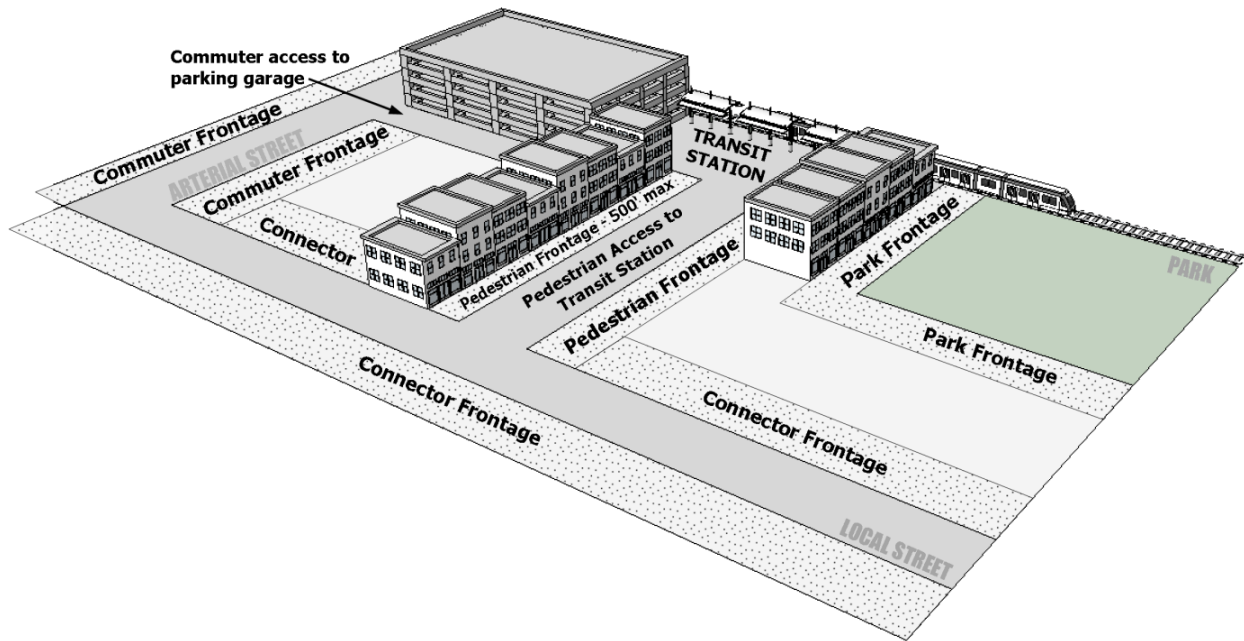 Commuter access to
parking garage
Commuter Frontage
ARTERIAL STREET
Commuter Frontage
Connector
TRANSIT
STATION
Pedestrian Frontage - 500' max
Pedestrian Access to
Transit Station
Pedestrian Frontage
Park Frontage
PARK
Park Frontage
Connector Frontage
Connector Frontage
LOCAL STREET